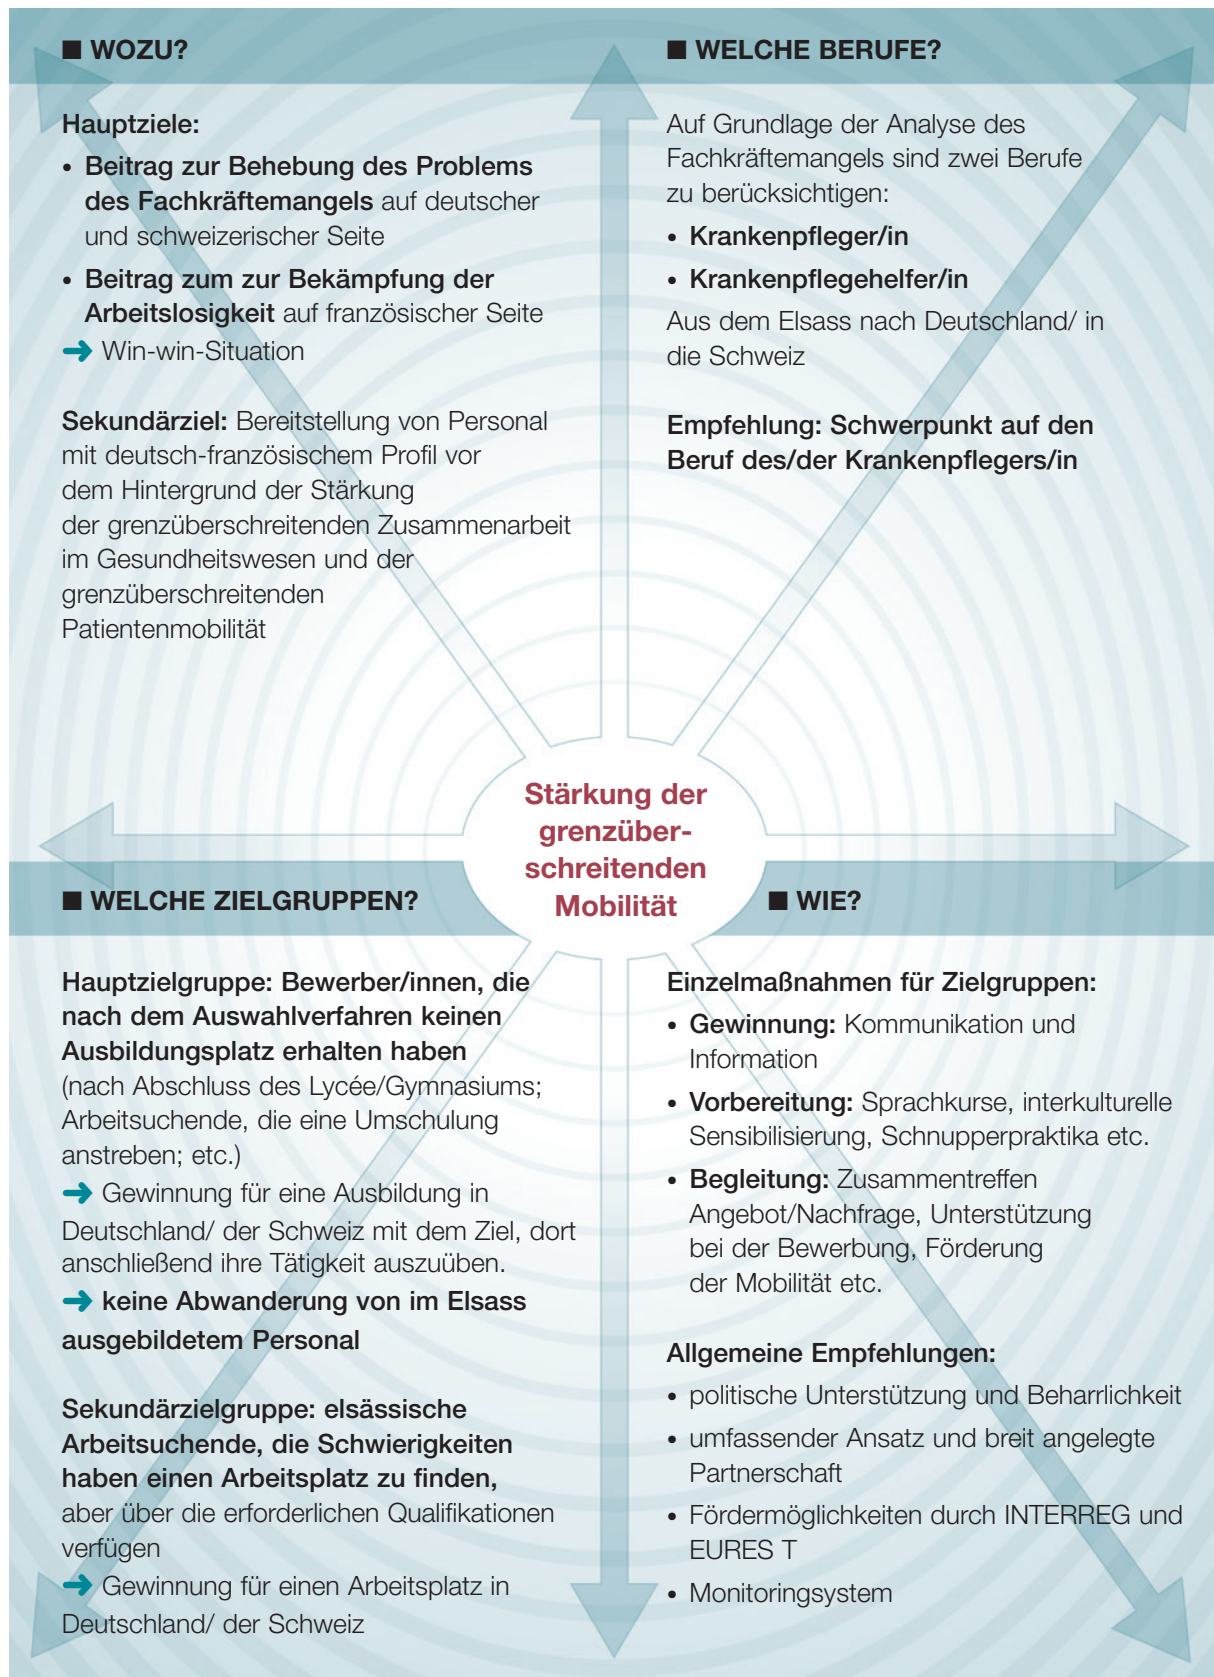 ■ WOZU?
Hauptziele:
• Beitrag zur Behebung des Problems
des Fachkräftemangels auf deutscher
und schweizerischer Seite
• Beitrag zum zur Bekämpfung der
Arbeitslosigkeit auf französischer Seite
➜ Win-win-Situation
Sekundärziel: Bereitstellung von Personal
mit deutsch-französischem Profil vor
dem Hintergrund der Stärkung
der grenzüberschreitenden Zusammenarbeit
im Gesundheitswesen und der
grenzüberschreitenden
Patientenmobilität
■ WELCHE BERUFE?
Auf Grundlage der Analyse des
Fachkräftemangels sind zwei Berufe
zu berücksichtigen:
• Krankenpfleger/in
• Krankenpflegehelfer/in
Aus dem Elsass nach Deutschland/ in
die Schweiz
Empfehlung: Schwerpunkt auf den
Beruf des/der Krankenpflegers/in
Stärkung der
grenzüber-
schreitenden
Mobilität
■ WELCHE ZIELGRUPPEN?
Hauptzielgruppe: Bewerber/innen, die
nach dem Auswahlverfahren keinen
Ausbildungsplatz erhalten haben
(nach Abschluss des Lycée/Gymnasiums;
Arbeitsuchende, die eine Umschulung
anstreben; etc.)
➜ Gewinnung für eine Ausbildung in
Deutschland/ der Schweiz mit dem Ziel, dort
anschließend ihre Tätigkeit auszuüben.
➜ keine Abwanderung von im Elsass
ausgebildetem Personal
Sekundärzielgruppe: elsässische
Arbeitsuchende, die Schwierigkeiten
haben einen Arbeitsplatz zu finden,
aber über die erforderlichen Qualifikationen
verfügen
➜ Gewinnung für einen Arbeitsplatz in
Deutschland/ der Schweiz
■ WIE?
Einzelmaßnahmen für Zielgruppen:
• Gewinnung: Kommunikation und
Information
• Vorbereitung: Sprachkurse, interkulturelle
Sensibilisierung, Schnupperpraktika etc.
• Begleitung: Zusammentreffen
Angebot/Nachfrage, Unterstützung
bei der Bewerbung, Förderung
der Mobilität etc.
Allgemeine Empfehlungen:
• politische Unterstützung und Beharrlichkeit
• umfassender Ansatz und breit angelegte
Partnerschaft
• Fördermöglichkeiten durch INTERREG und
EURES T
• Monitoringsystem